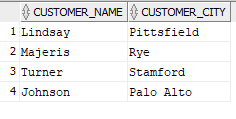 CUSTOMER_NAME CUSTOMER_CITY
1 Lindsay Pittsfield
2 Majeris Rye
3 Turner Stamford
4 Johnson Palo Alto